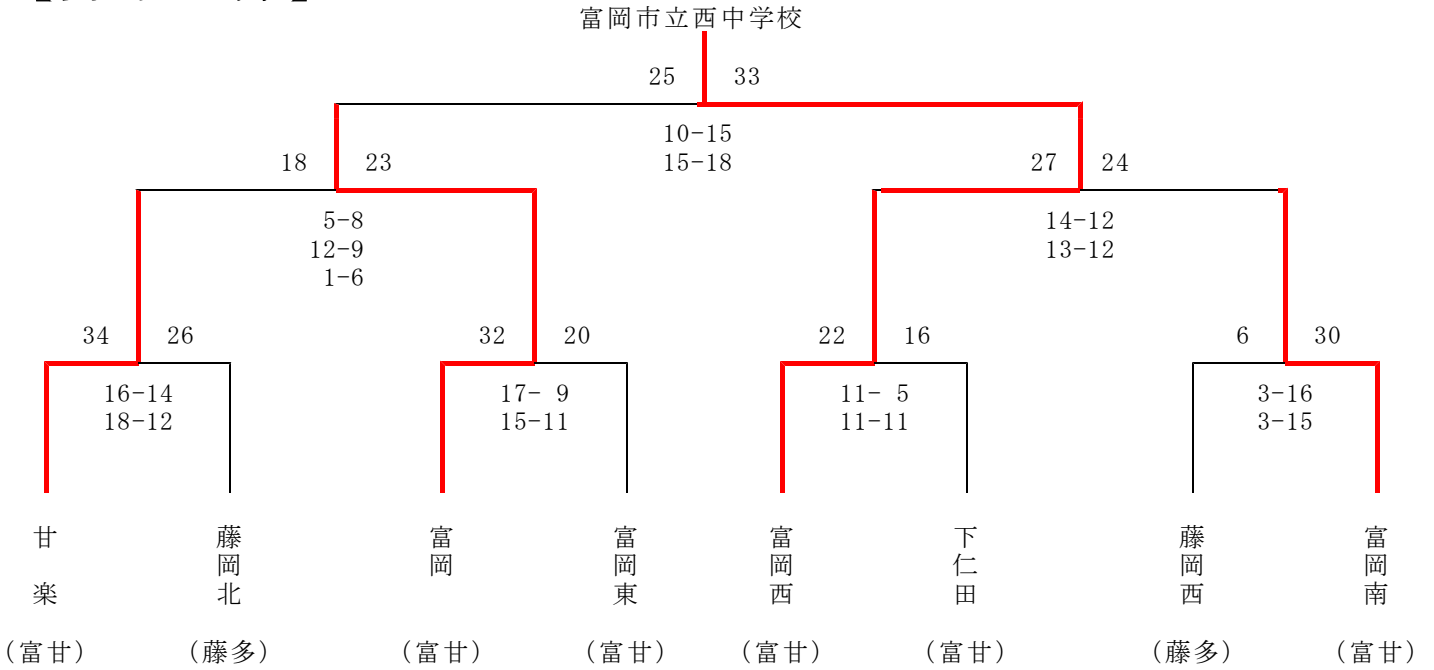 富岡市立西中学校
25 33
10-15
15-18
18 23
27 24
5-8
12-9
1-6
14-12
13-12
34 26
32 20
22 16
6 30
16-14
18-12
17- 9
15-11
11- 5
11-11
3-16
3-15
甘楽
藤岡北
富岡
富岡東
富岡西
下仁田
藤岡西
富岡南
(富甘) (藤多) (富甘) (富甘) (富甘) (富甘) (藤多) (富甘)